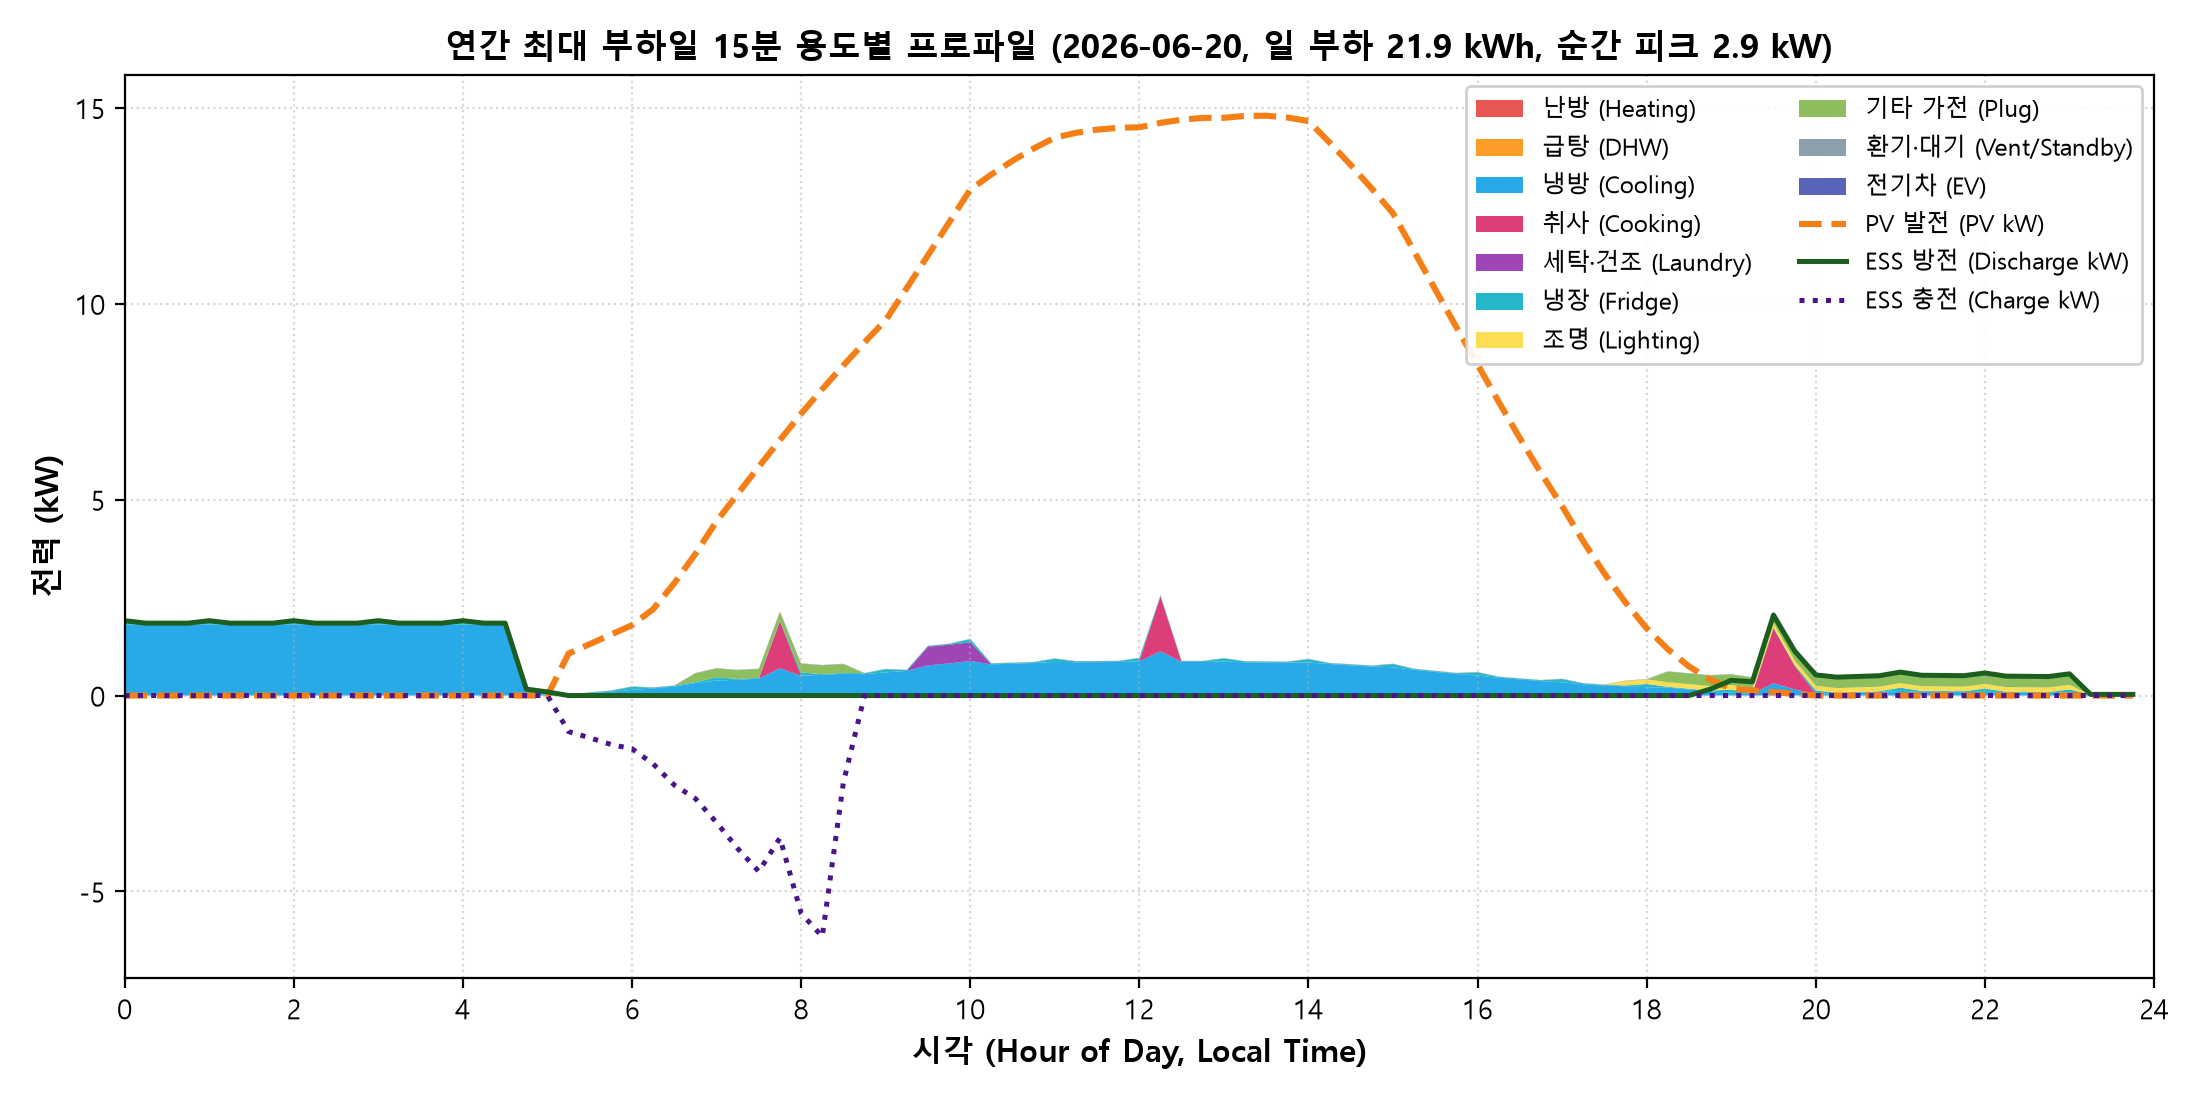 연간 최대 부하일 15분 용도별 프로파일 (2026-06-20, 일 부하 21.9 kWh, 순간 피크 2.9 kW)
난방 (Heating)
급탕 (DHW)
냉방 (Cooling)
취사 (Cooking)
세탁·건조 (Laundry)
냉장 (Fridge)
조명 (Lighting)
기타 가전 (Plug)
환기·대기 (Vent/Standby)
전기차 (EV)
PV 발전 (PV kW)
ESS 방전 (Discharge kW)
ESS 충전 (Charge kW)
전력 (kW)
15
10
5
0
-5
0 2 4 6 8 10 12 14 16 18 20 22 24
시각 (Hour of Day, Local Time)